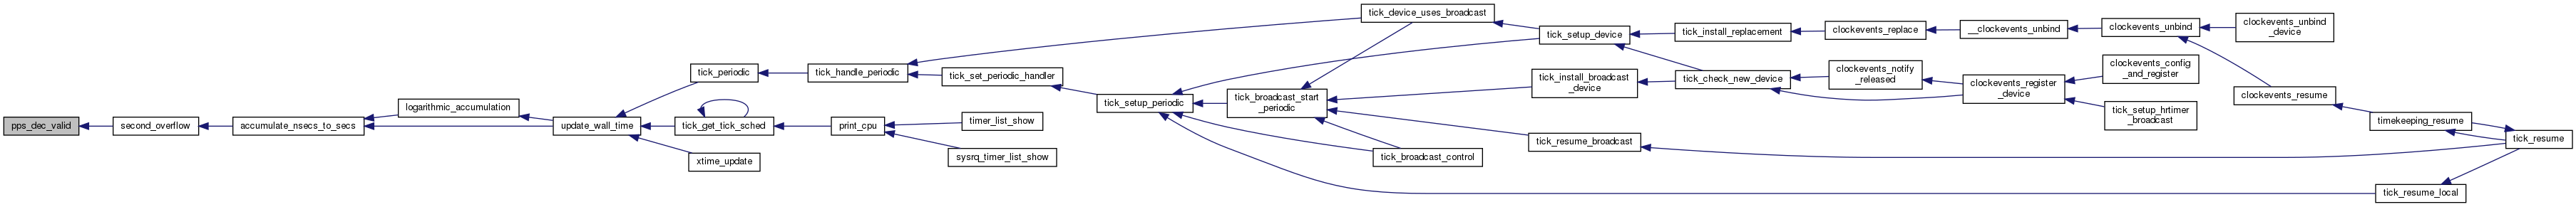 pps_dec_valid
second_overflow
accumulate_nsecs_to_secs
logarithmic_accumulation
update_wall_time
tick_periodic
tick_get_tick_sched
xtime_update
tick_handle_periodic
print_cpu
tick_set_periodic_handler
timer_list_show
sysrq_timer_list_show
tick_setup_periodic
tick_device_uses_broadcast
tick_broadcast_start
_periodic
tick_broadcast_control
tick_setup_device
tick_install_broadcast
_device
tick_resume_broadcast
tick_install_replacement
tick_check_new_device
clockevents_replace
clockevents_notify
_released
__clockevents_unbind
clockevents_register
_device
clockevents_unbind
clockevents_config
_and_register
tick_setup_hrtimer
_broadcast
clockevents_unbind
_device
clockevents_resume
timekeeping_resume
tick_resume_local
tick_resume